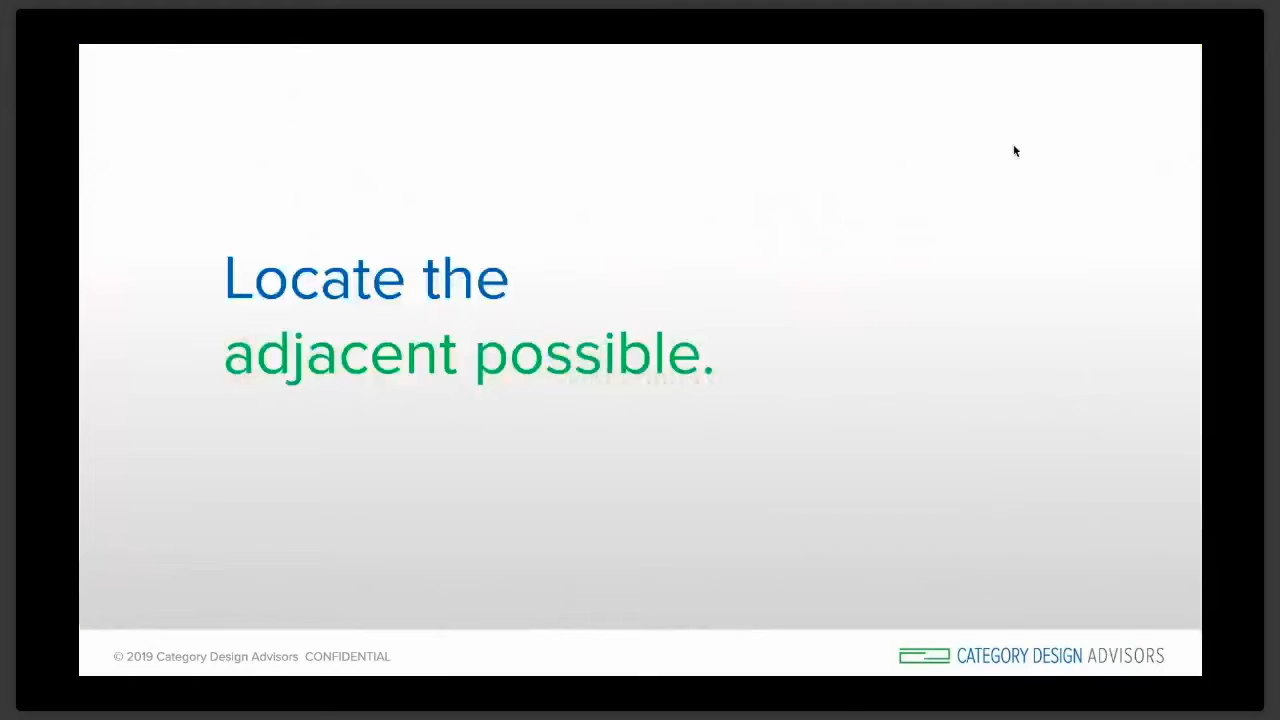 Locate the
adjacent possible.
© 2019 Category Design Advisors CONFIDENTIAL
CATEGORY DESIGN ADVISORS